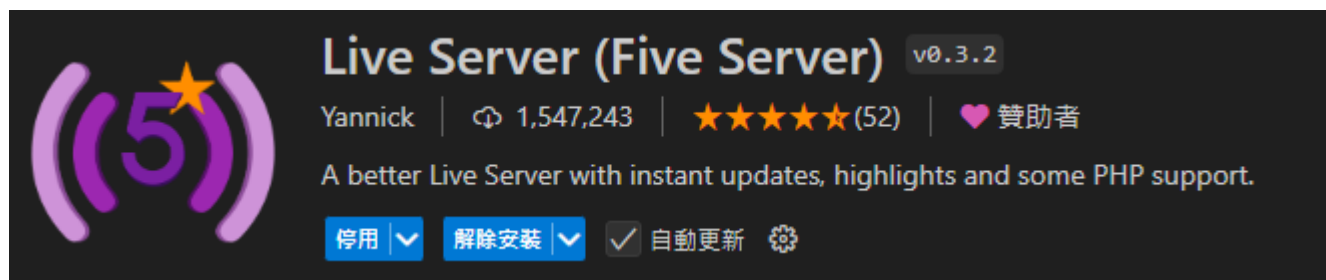 5
Live Server (Five Server) v0.3.2
Yannick 1,547,243 (52) 贊助者
A better Live Server with instant updates, highlights and some PHP support.
停用 解除安裝 自動更新